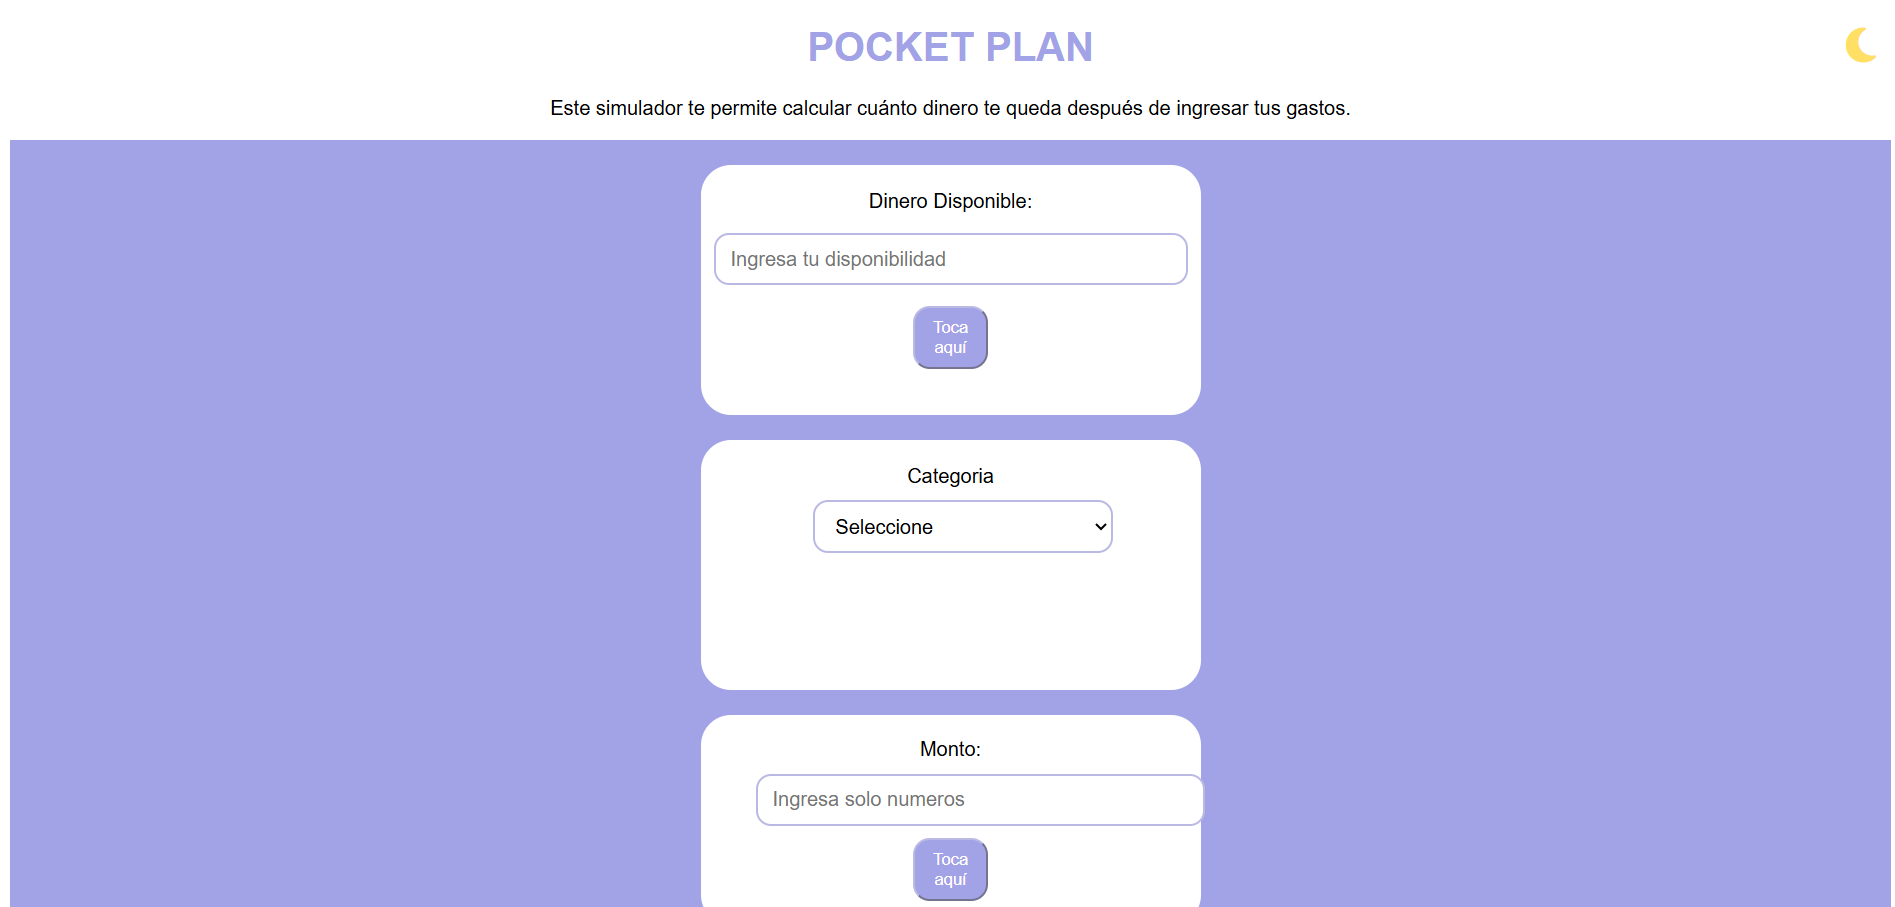 POCKET PLAN
Este simulador te permite calcular cuánto dinero te queda después de ingresar tus gastos.
Dinero Disponible:
Ingresa tu disponibilidad
Toca
aquí
Categoria
Seleccione
Monto:
Ingresa solo numeros
Toca
aquí